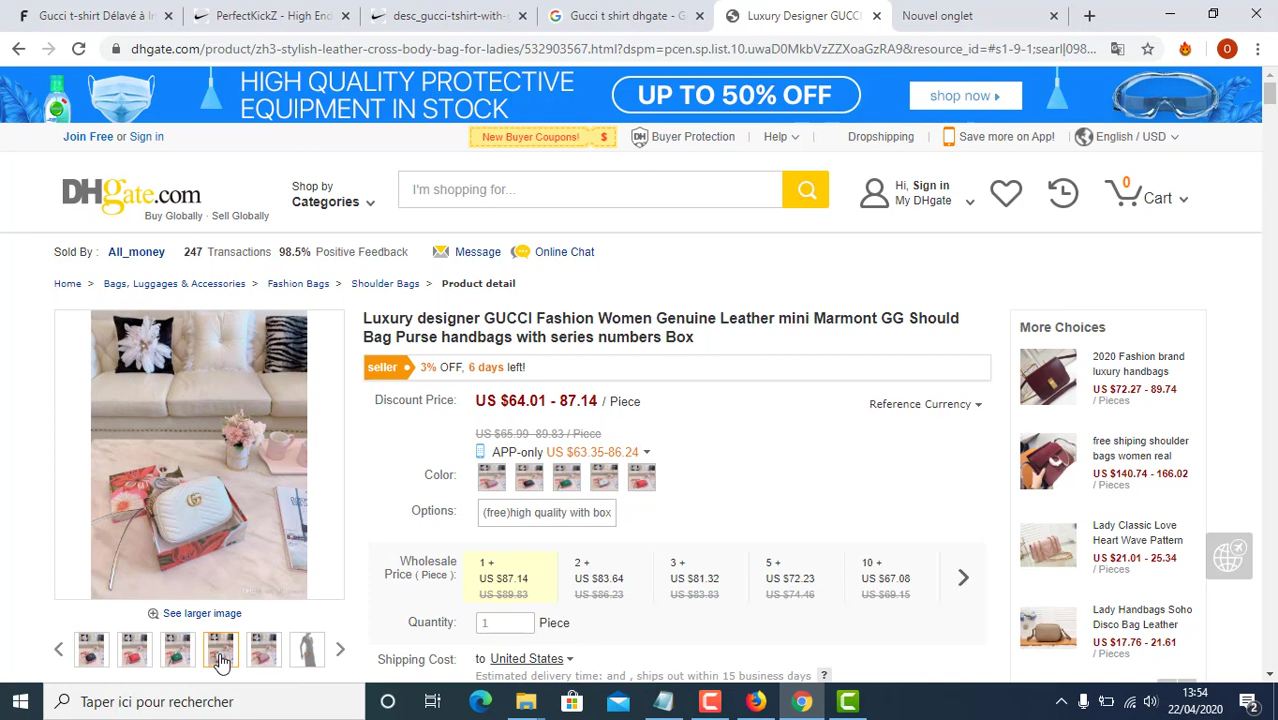 Gucci t-shirt Délavé à l
PerfectKickZ - High End
desc_gucci-tshirt-with-
Gucci t shirt dhgate - G
Luxury Designer GUCCI
Nouvel onglet
dhgate.com/product/zh3-stylish-leather-cross-body-bag-for-ladies/532903567.html?dspm=pcen.sp.list.10.uwaD0MkbVzZZXoaGzRA9&resource_id=#s1-9-1;searl|098...
O
HIGH QUALITY PROTECTIVE
EQUIPMENT IN STOCK
UP TO 50% OFF
shop now
Join Free or Sign in
New Buyer Coupons! $
Buyer Protection
Help
Dropshipping
Save more on App!
English / USD
DHgate.com
Buy Globally · Sell Globally
Shop by
Categories
I'm shopping for...
Hi, Sign in
My DHgate
0
Cart
Sold By : All_money 247 Transactions 98.5% Positive Feedback Message Online Chat
Home > Bags, Luggages & Accessories > Fashion Bags > Shoulder Bags > Product detail
Luxury designer GUCCI Fashion Women Genuine Leather mini Marmont GG Should
Bag Purse handbags with series numbers Box
seller 3% OFF, 6 days left!
Discount Price: US $64.01 - 87.14 / Piece
Reference Currency
US $65.99 -89.83 / Piece
APP-only US $63.35-86.24
Color:
Options: (free)high quality with box
Wholesale
Price ( Piece ):
1 + 2 + 3 + 5 + 10 +
US $87.14 US $83.64 US $81.32 US $72.23 US $67.08
US $89.83 US $86.23 US $83.83 US $74.46 US $69.15
Quantity: 1 Piece
Shipping Cost: to United States
Estimated delivery time: and , ships out within 15 business days ?
See larger image
More Choices
2020 Fashion brand
luxury handbags
US $72.27 - 89.74
/ Pieces
free shiping shoulder
bags women real
US $140.74 - 166.02
/ Pieces
Lady Classic Love
Heart Wave Pattern
US $21.01 - 25.34
/ Pieces
Lady Handbags Soho
Disco Bag Leather
US $17.76 - 21.61
/ Pieces
Taper ici pour rechercher
13:54
22/04/2020
2